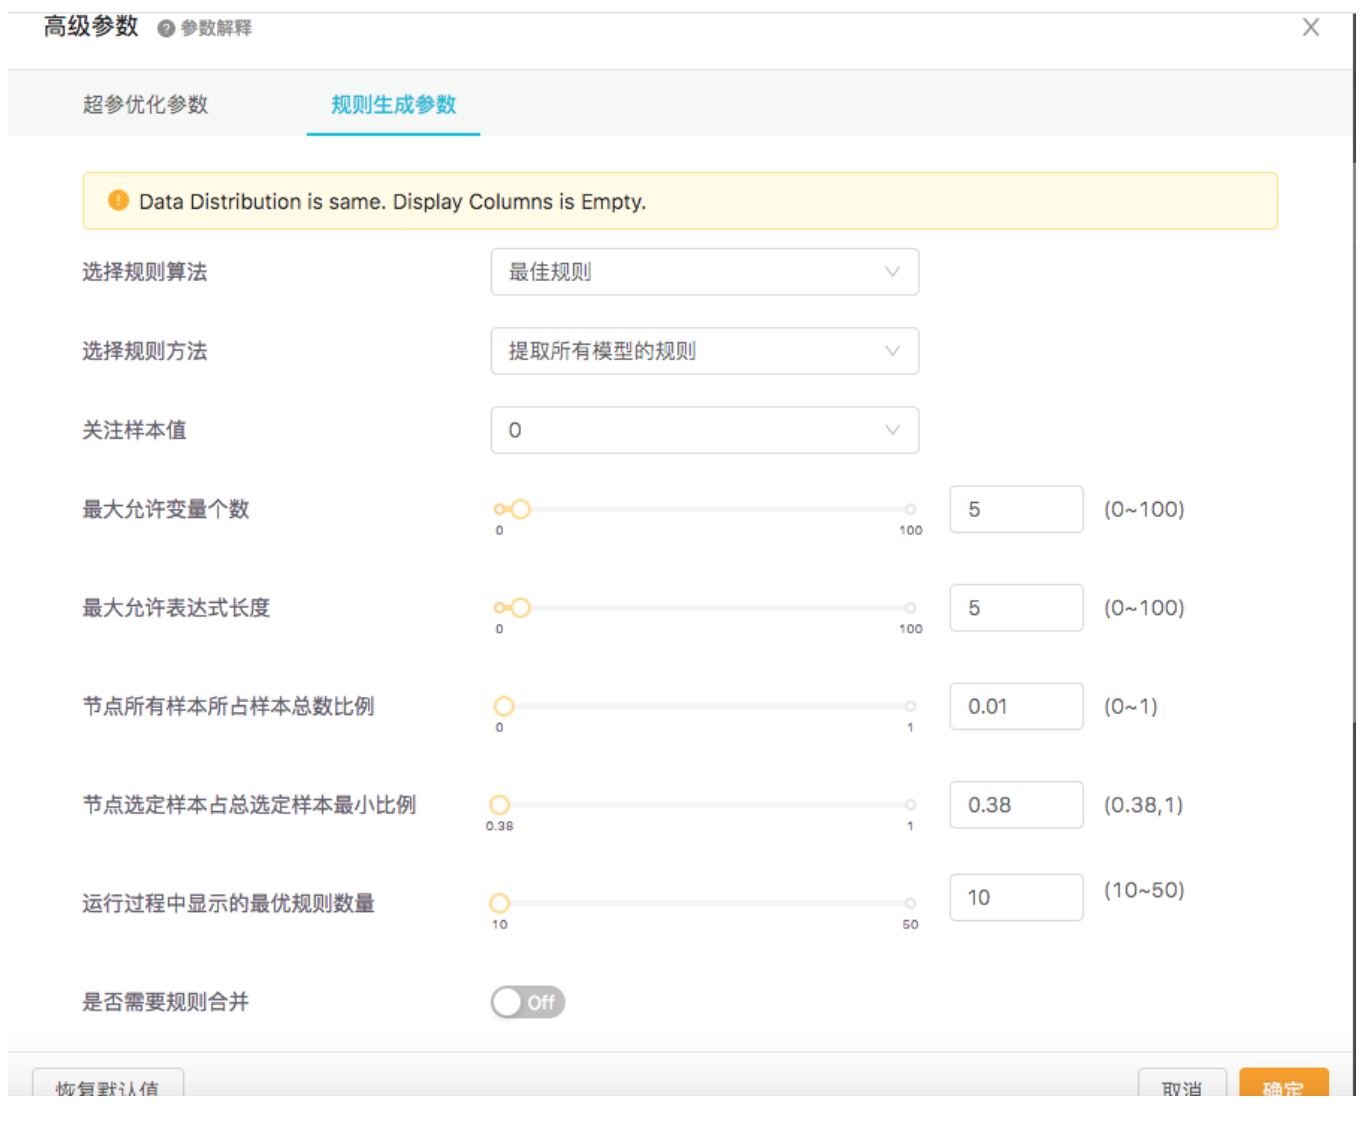 高级参数 参数解释
超参优化参数 规则生成参数
Data Distribution is same. Display Columns is Empty.
选择规则算法 最佳规则
选择规则方法 提取所有模型的规则
关注样本值 0
最大允许变量个数 0 100 5 (0~100)
最大允许表达式长度 0 100 5 (0~100)
节点所有样本所占样本总数比例 0 1 0.01 (0~1)
节点选定样本占总选定样本最小比例 0.38 1 0.38 (0.38,1)
运行过程中显示的最优规则数量 10 50 10 (10~50)
是否需要规则合并 Off
恢复默认值 取消 确定